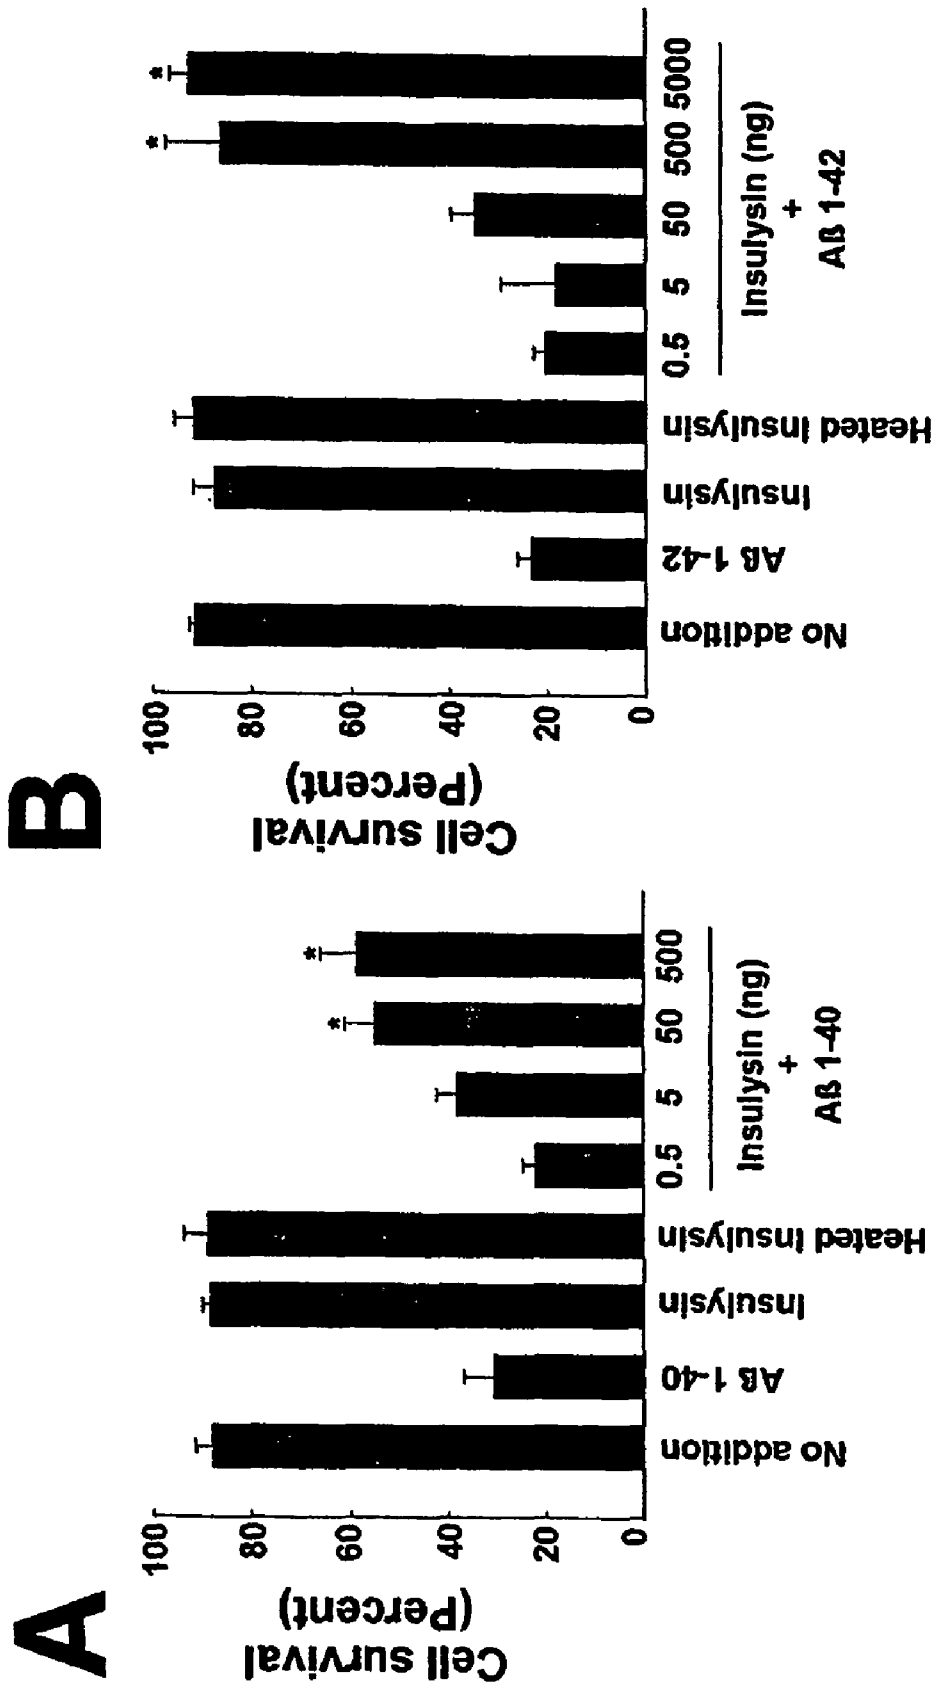 A
Cell survival
(Percent)
100
80
60
40
20
0
No addition
Aß 1-40
Insulysin
Heated Insulysin
0.5 5 50 500
* *
Insulysin (ng)
+
Aß 1-40
B
Cell survival
(Percent)
100
80
60
40
20
0
No addition
Aß 1-42
Insulysin
Heated Insulysin
0.5 5 50 500 5000
* *
Insulysin (ng)
+
Aß 1-42